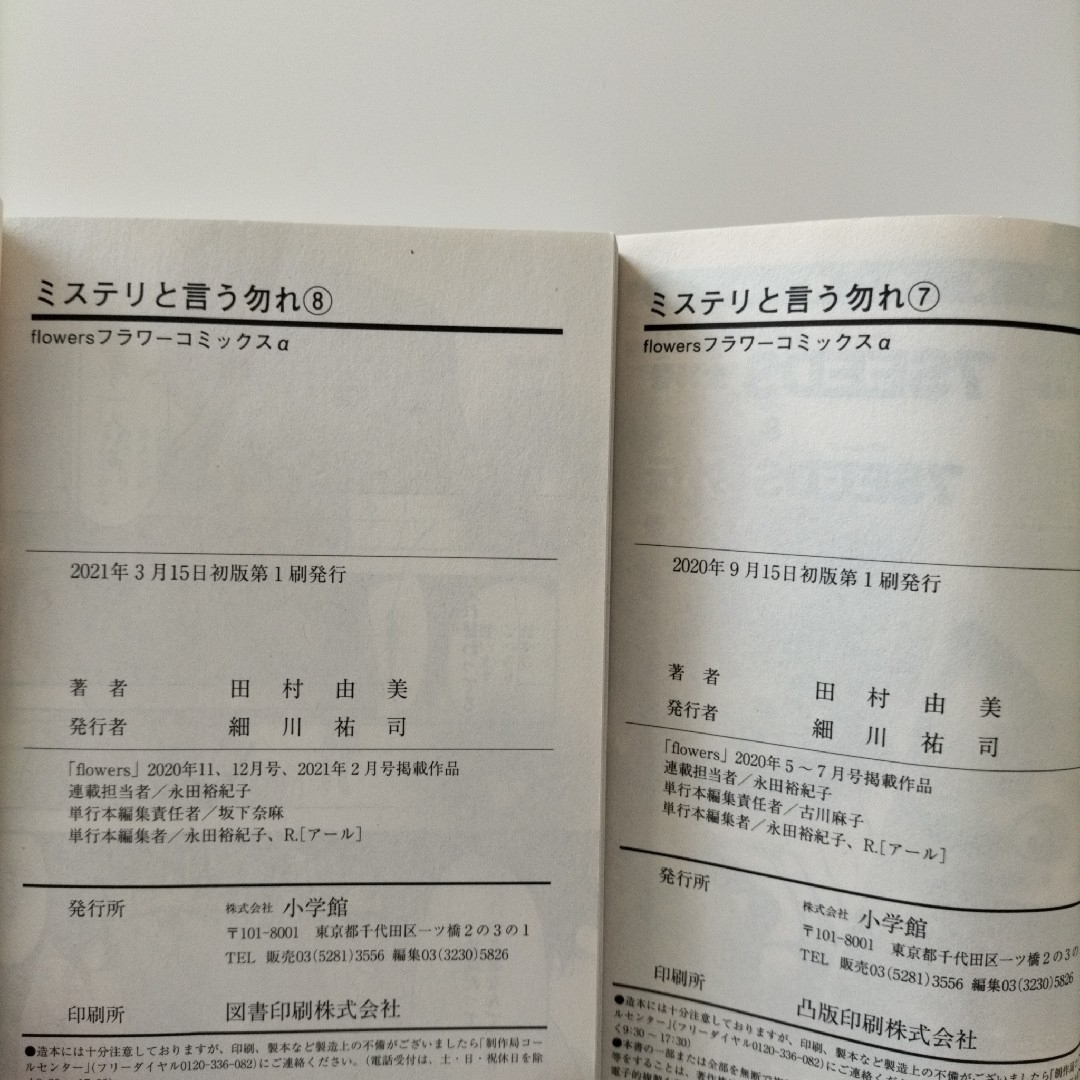 ミステリと言う勿れ⑧
flowersフラワーコミックスα
2021年3月15日初版第1刷発行
著者 田村由美
発行者 細川祐司
「flowers」2020年11、12月号、2021年2月号掲載作品
連載担当者／永田裕紀子
単行本編集責任者／坂下奈麻
単行本編集者／永田裕紀子、R.[アール]
発行所 株式会社 小学館
〒101-8001 東京都千代田区一ツ橋2の3の1
TEL 販売03(5281)3556 編集03(3230)5826
印刷所 図書印刷株式会社
●造本には十分注意しておりますが、印刷、製本など製造上の不備がございましたら「制作局コー
ルセンター」(フリーダイヤル0120-336-082)にご連絡ください。(電話受付は、土・日・祝休日を除
ミステリと言う勿れ⑦
flowersフラワーコミックスα
2020年9月15日初版第1刷発行
著者 田村由美
発行者 細川祐司
「flowers」2020年5～7月号掲載作品
連載担当者／永田裕紀子
単行本編集責任者／古川麻子
単行本編集者／永田裕紀子、R.[アール]
発行所 株式会社 小学館
〒101-8001 東京都千代田区一ツ橋2の3の
TEL 販売03(5281)3556 編集03(3230)5826
印刷所 凸版印刷株式会社
●造本には十分注意しておりますが、印刷、製本など製造上の不備が
ルセンター」(フリーダイヤル0120-336-082)にご連絡くださ
く9:30－17:30)
●本書の一部または全部を無断で
等をすることは、著作権